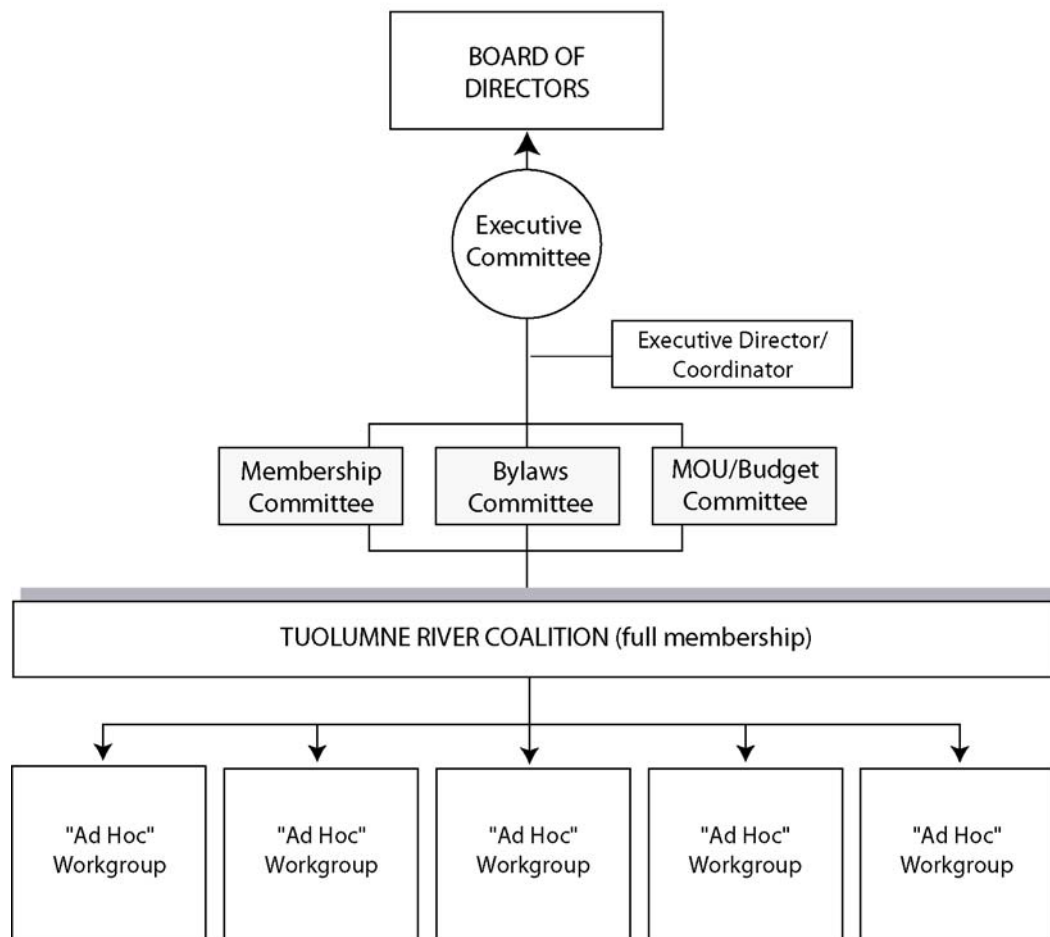 BOARD OF
DIRECTORS
Executive
Committee
Executive Director/
Coordinator
Membership
Committee
Bylaws
Committee
MOU/Budget
Committee
TUOLUMNE RIVER COALITION (full membership)
"Ad Hoc"
Workgroup
"Ad Hoc"
Workgroup
"Ad Hoc"
Workgroup
"Ad Hoc"
Workgroup
"Ad Hoc"
Workgroup